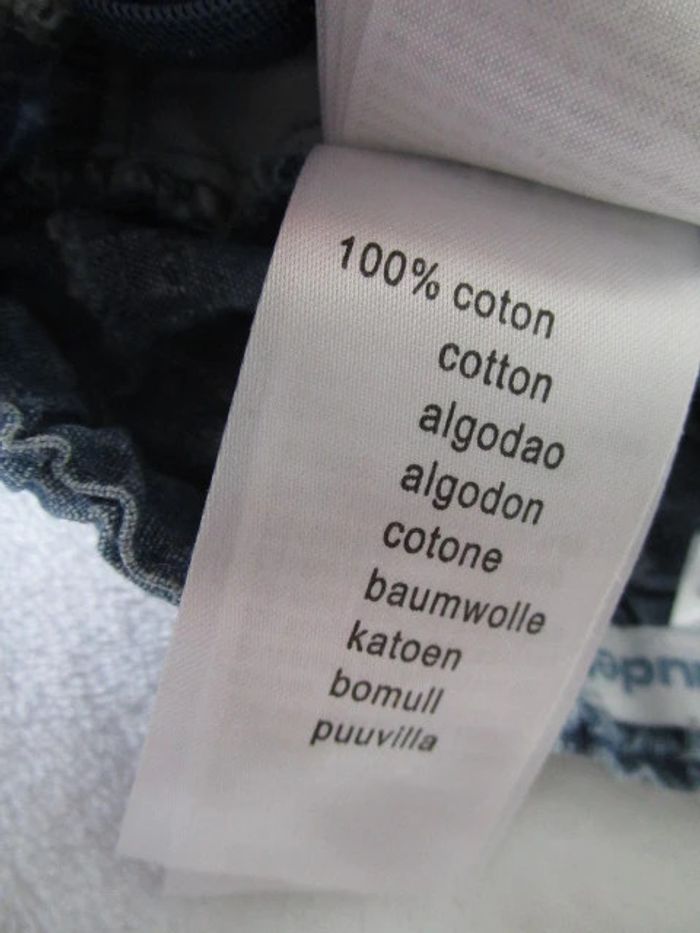 100% coton
cotton
algodao
algodon
cotone
baumwolle
katoen
bomull
puuvilla